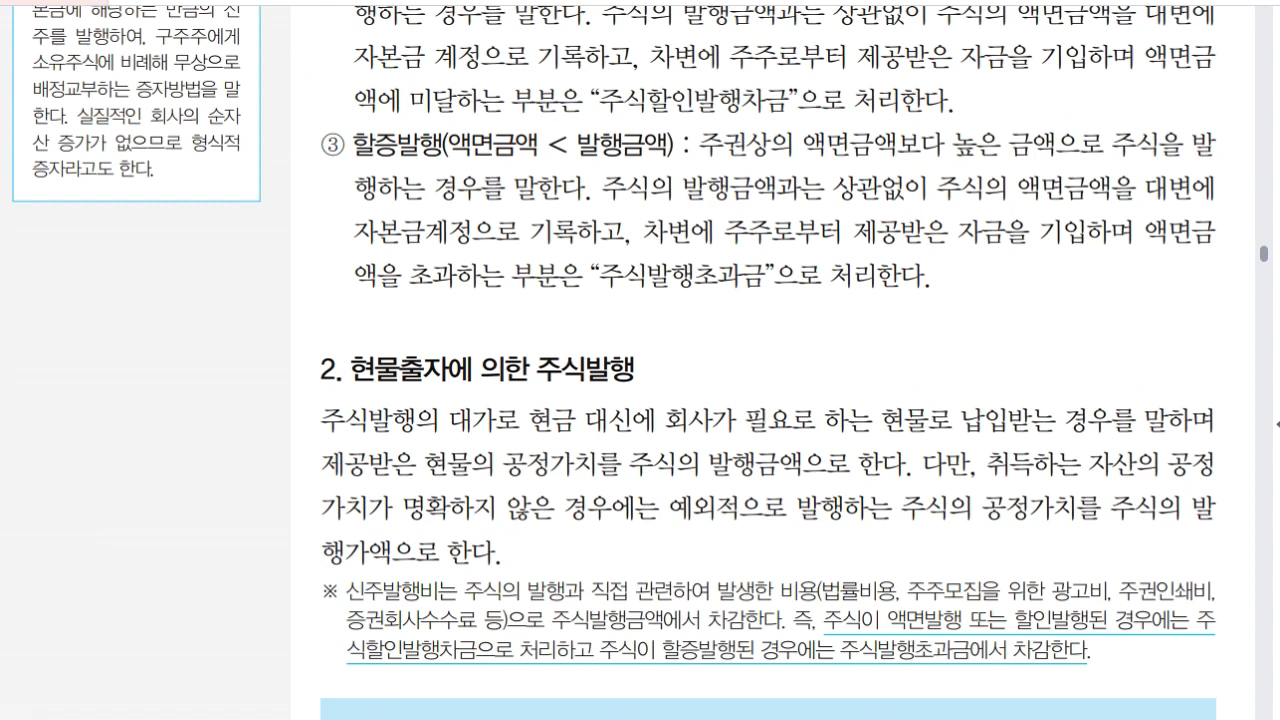 본금에 해당하는 만큼의 신
주를 발행하여, 구주주에게
소유주식에 비례해 무상으로
배정교부하는 증자방법을 말
한다. 실질적인 회사의 순자
산 증가가 없으므로 형식적
증자라고도 한다.
행하는 경우를 말한다. 주식의 발행금액과는 상관없이 주식의 액면금액을 대변에
자본금 계정으로 기록하고, 차변에 주주로부터 제공받은 자금을 기입하며 액면금
액에 미달하는 부분은 “주식할인발행차금”으로 처리한다.
③ 할증발행(액면금액 < 발행금액) : 주권상의 액면금액보다 높은 금액으로 주식을 발
행하는 경우를 말한다. 주식의 발행금액과는 상관없이 주식의 액면금액을 대변에
자본금계정으로 기록하고, 차변에 주주로부터 제공받은 자금을 기입하며 액면금
액을 초과하는 부분은 “주식발행초과금”으로 처리한다.
2. 현물출자에 의한 주식발행
주식발행의 대가로 현금 대신에 회사가 필요로 하는 현물로 납입받는 경우를 말하며
제공받은 현물의 공정가치를 주식의 발행금액으로 한다. 다만, 취득하는 자산의 공정
가치가 명확하지 않은 경우에는 예외적으로 발행하는 주식의 공정가치를 주식의 발
행가액으로 한다.
※ 신주발행비는 주식의 발행과 직접 관련하여 발생한 비용(법률비용, 주주모집을 위한 광고비, 주권인쇄비,
증권회사수수료 등)으로 주식발행금액에서 차감한다. 즉, 주식이 액면발행 또는 할인발행된 경우에는 주
식할인발행차금으로 처리하고 주식이 할증발행된 경우에는 주식발행초과금에서 차감한다.